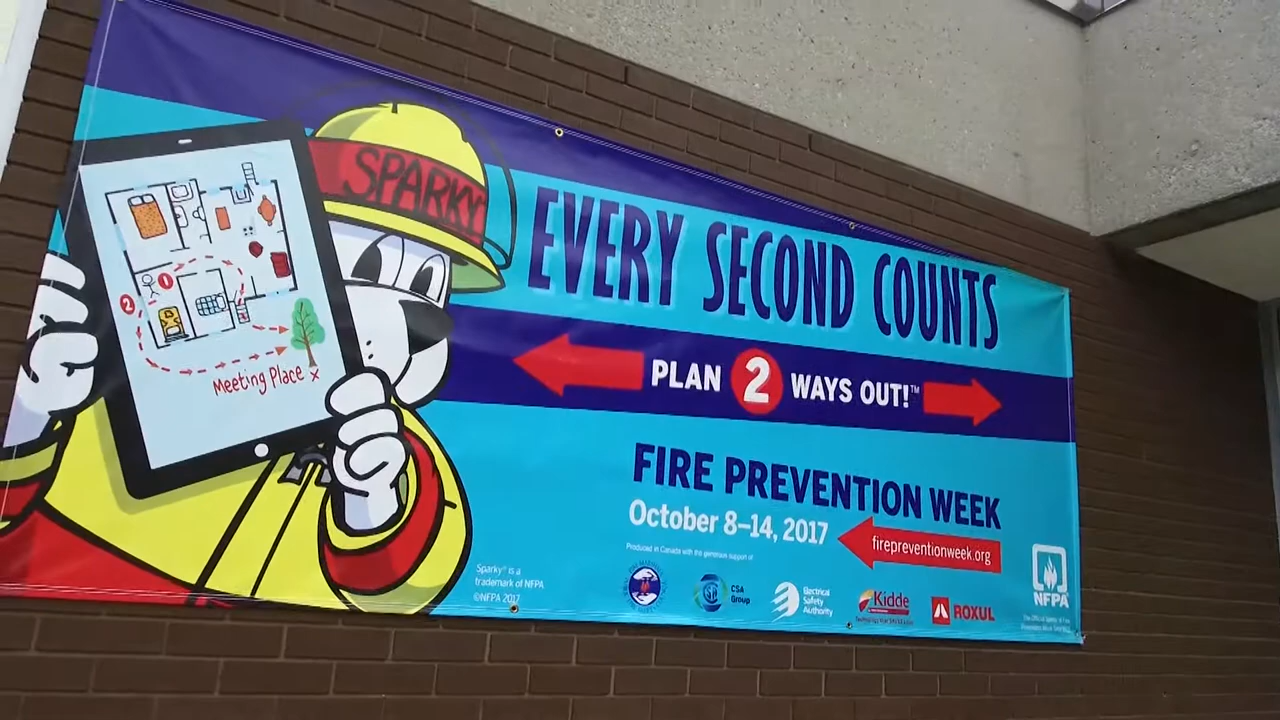 SPARKY
1
2
Meeting Place x
EVERY SECOND COUNTS
PLAN 2 WAYS OUT!™
FIRE PREVENTION WEEK
October 8–14, 2017
firepreventionweek.org
Produced in Canada with the generous support of
Sparky® is a
trademark of NFPA
©NFPA 2017
CSA
Group
Electrical
Safety
Authority
Kidde
ROXUL
NFPA